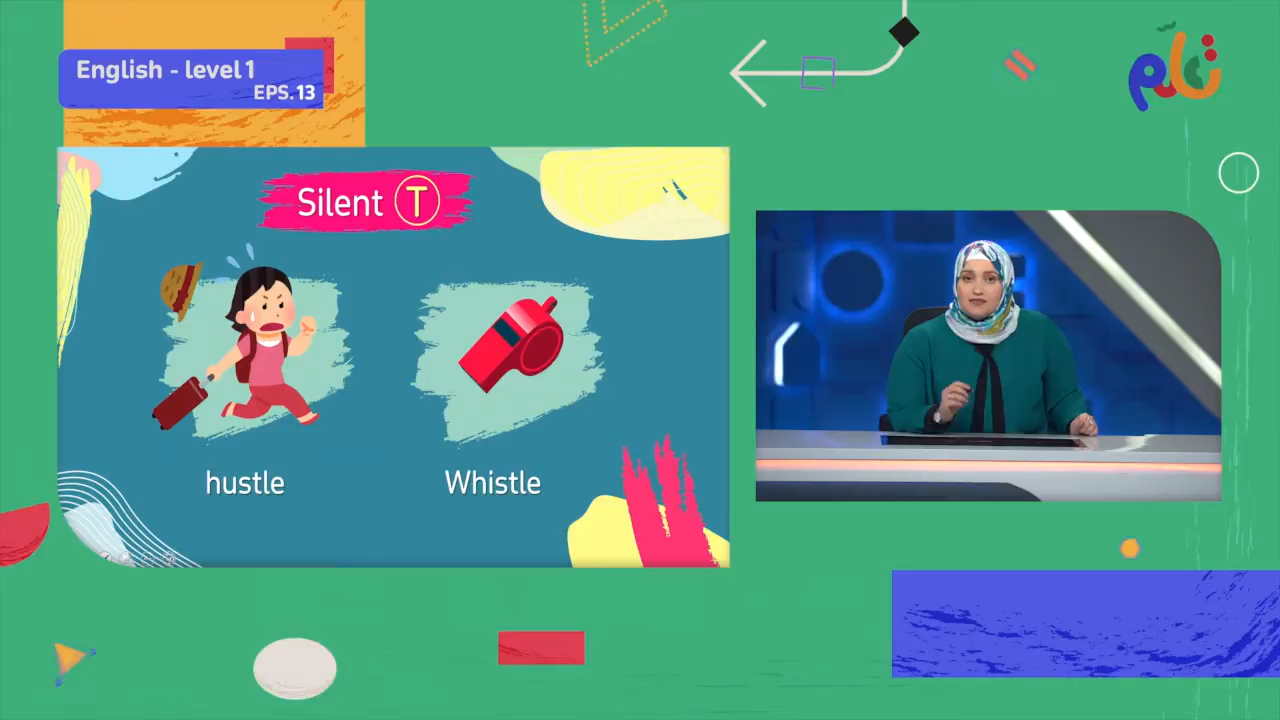 English - level 1
EPS.13
Silent T
hustle
Whistle